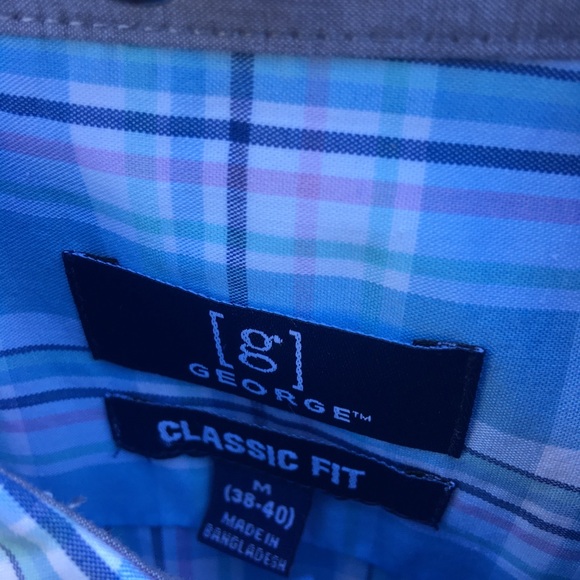 [g]
GEORGE™
CLASSIC FIT
M
(38-40)
MADE IN
BANGLADESH